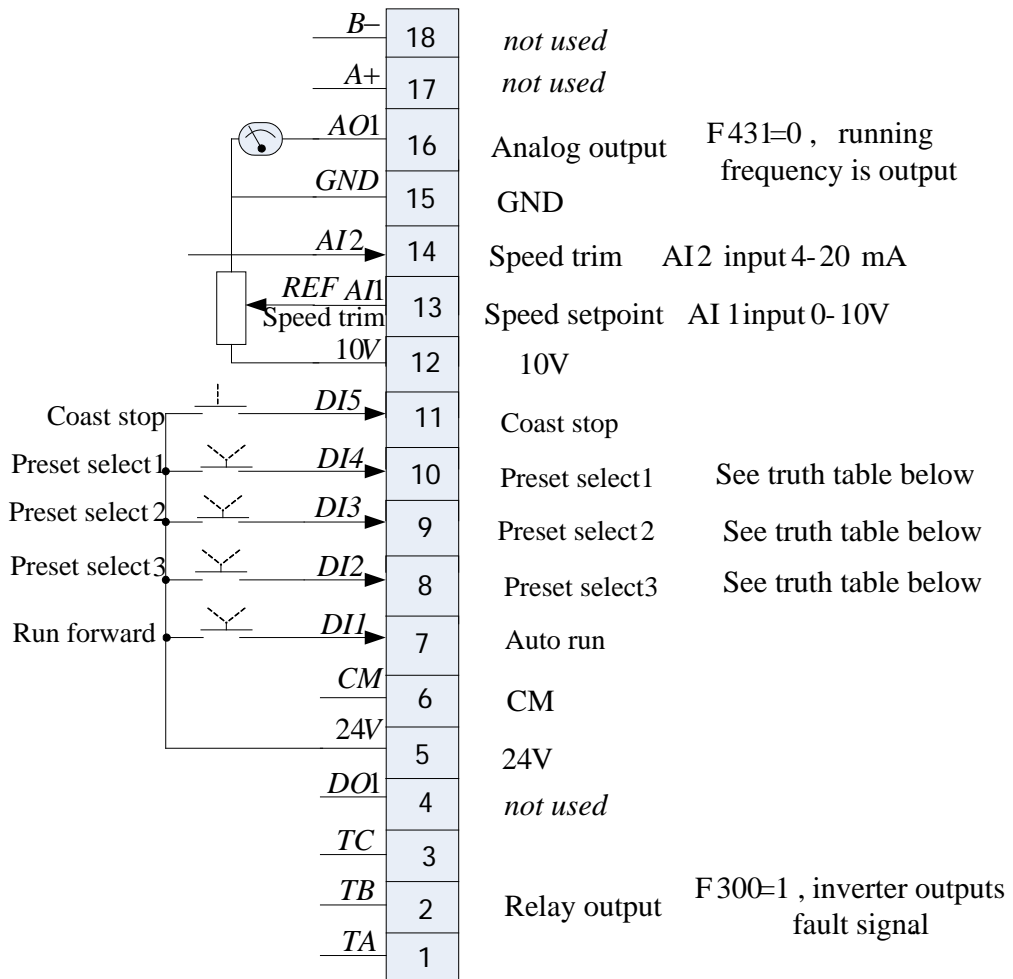 B– 18 not used
A+ 17 not used
AO1 16 Analog output F431=0 , running
frequency is output
GND 15 GND
AI2 14 Speed trim AI2 input 4-20 mA
REF AI1 13 Speed setpoint AI 1input 0-10V
Speed trim
10V 12 10V
Coast stop DI5 11 Coast stop
Preset select1 DI4 10 Preset select1 See truth table below
Preset select2 DI3 9 Preset select2 See truth table below
Preset select3 DI2 8 Preset select3 See truth table below
Run forward DI1 7 Auto run
CM 6 CM
24V 5 24V
DO1 4 not used
TC 3
TB 2 Relay output F300=1 , inverter outputs
fault signal
TA 1